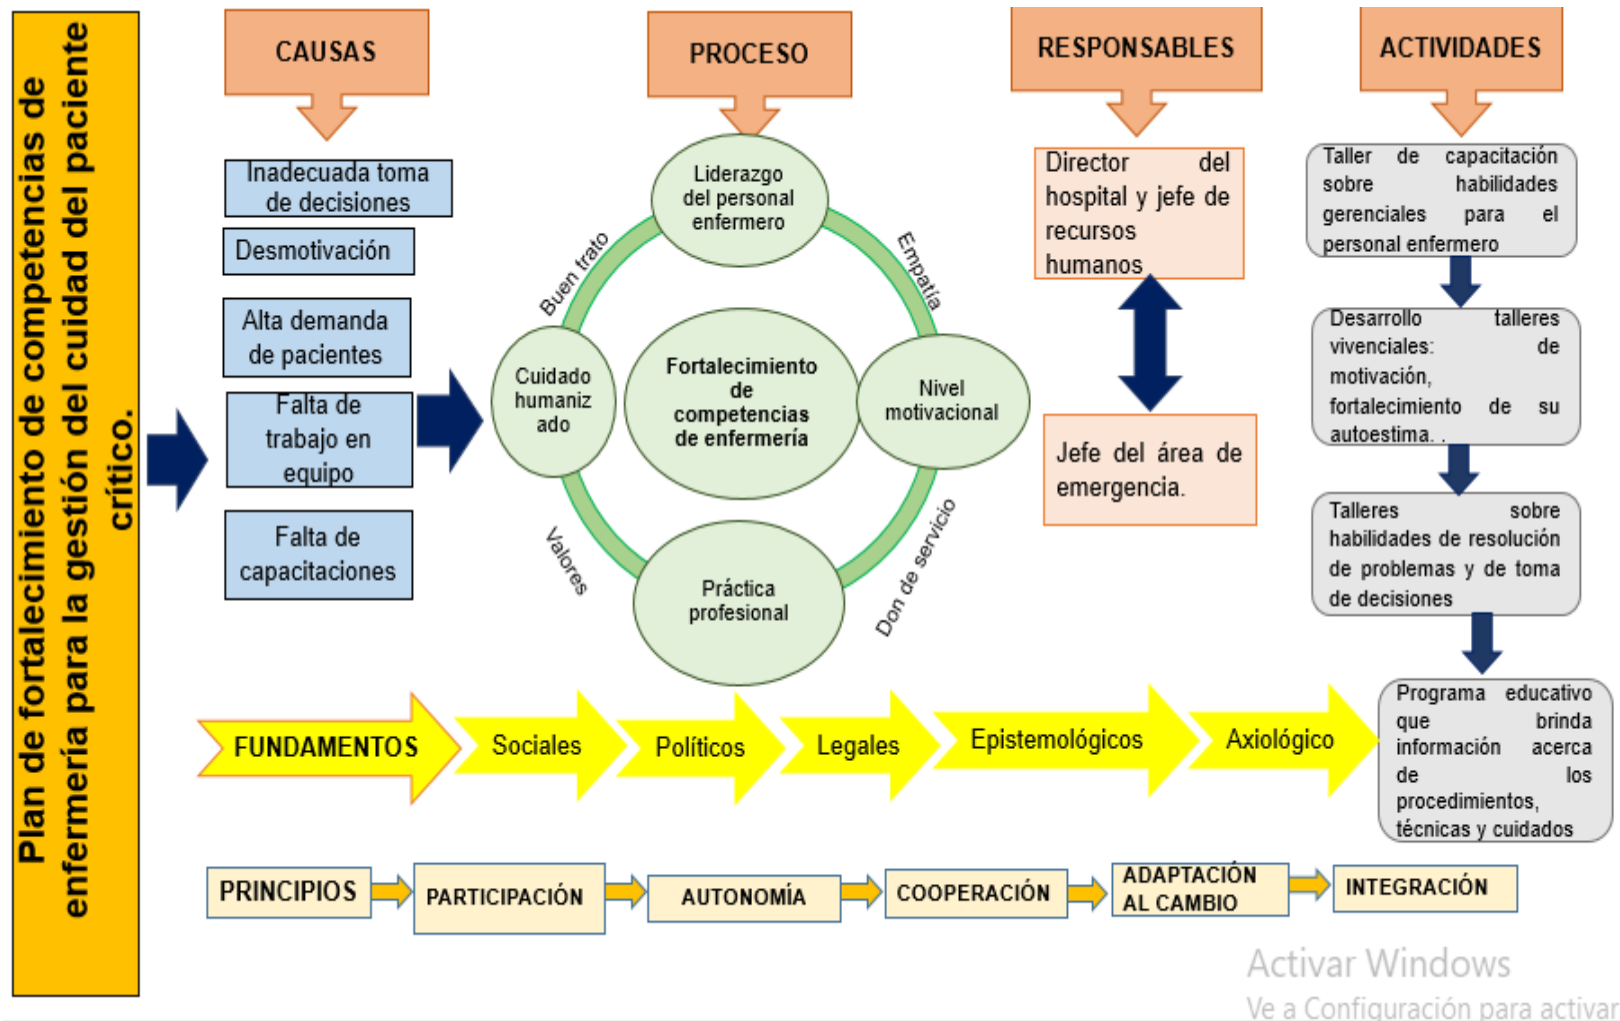 Plan de fortalecimiento de competencias de
enfermería para la gestión del cuidad del paciente
crítico.
CAUSAS
Inadecuada toma
de decisiones
Desmotivación
Alta demanda
de pacientes
Falta de
trabajo en
equipo
Falta de
capacitaciones
PROCESO
Liderazgo
del personal
enfermero
Buen trato
Empatía
Cuidado
humaniz
ado
Fortalecimiento
de
competencias
de enfermería
Nivel
motivacional
Valores
Don de servicio
Práctica
profesional
RESPONSABLES
Director del
hospital y jefe de
recursos
humanos
Jefe del área de
emergencia.
ACTIVIDADES
Taller de capacitación
sobre habilidades
gerenciales para el
personal enfermero
Desarrollo talleres
vivenciales: de
motivación,
fortalecimiento de su
autoestima. .
Talleres sobre
habilidades de resolución
de problemas y de toma
de decisiones
Programa educativo
que brinda
información acerca
de los
procedimientos,
técnicas y cuidados
FUNDAMENTOS
Sociales
Políticos
Legales
Epistemológicos
Axiológico
PRINCIPIOS
PARTICIPACIÓN
AUTONOMÍA
COOPERACIÓN
ADAPTACIÓN
AL CAMBIO
INTEGRACIÓN
Activar Windows
Ve a Configuración para activar